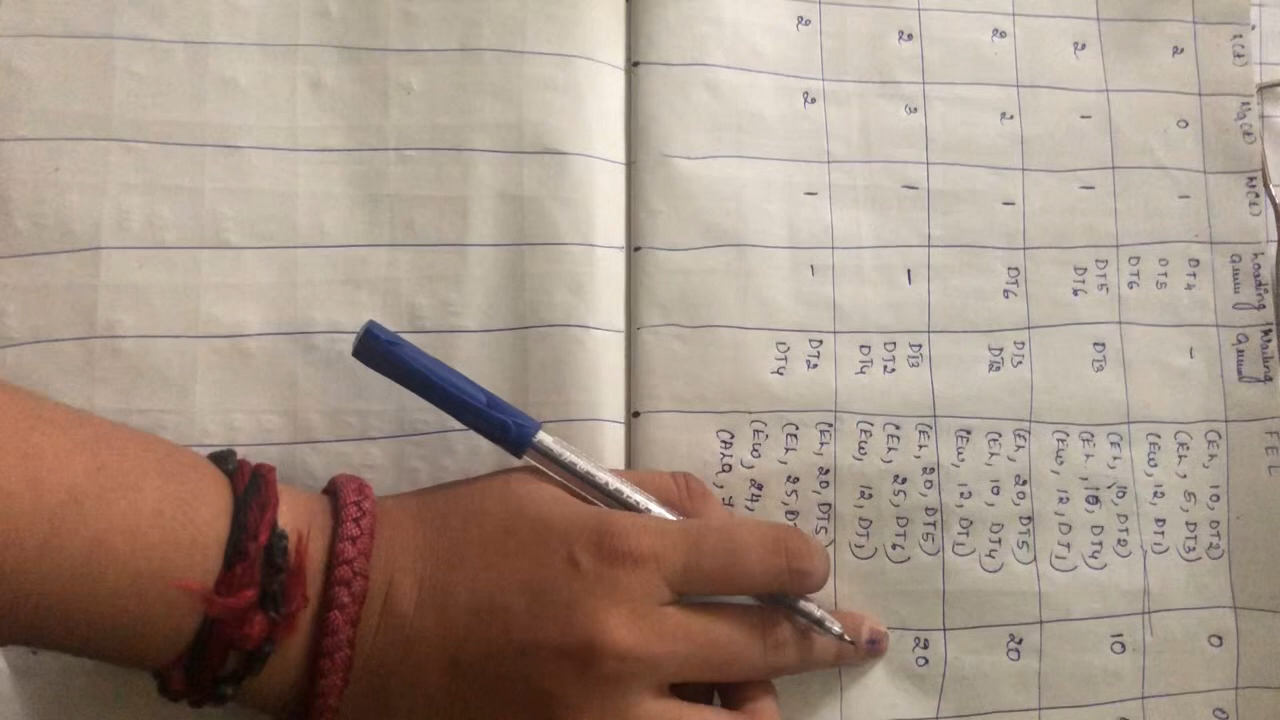 L(t) Wq(t) W(t) Loading Waiting FEL
queue queue
2 0 1 DT4 - (EL, 10, DT2) 0 0
DT5 (EL, 5, DT3)
DT6 (EW, 12, DT1)
2 1 1 DT5 DT3 (EL, 10, DT2) 10
DT6 (EL, 10, DT4)
(EW, 12, DT1)
2 2 1 DT6 DT3 (EL, 20, DT5) 20
DT2 (EL, 10, DT4)
(EW, 12, DT1)
2 3 1 - DT3 (EL, 20, DT5) 20
DT2 (EL, 25, DT6)
DT4 (EW, 12, DT1)
2 2 1 - DT2 (EL, 20, DT5)
DT4 (EL, 25,
(EW, 24,
(ALQ,